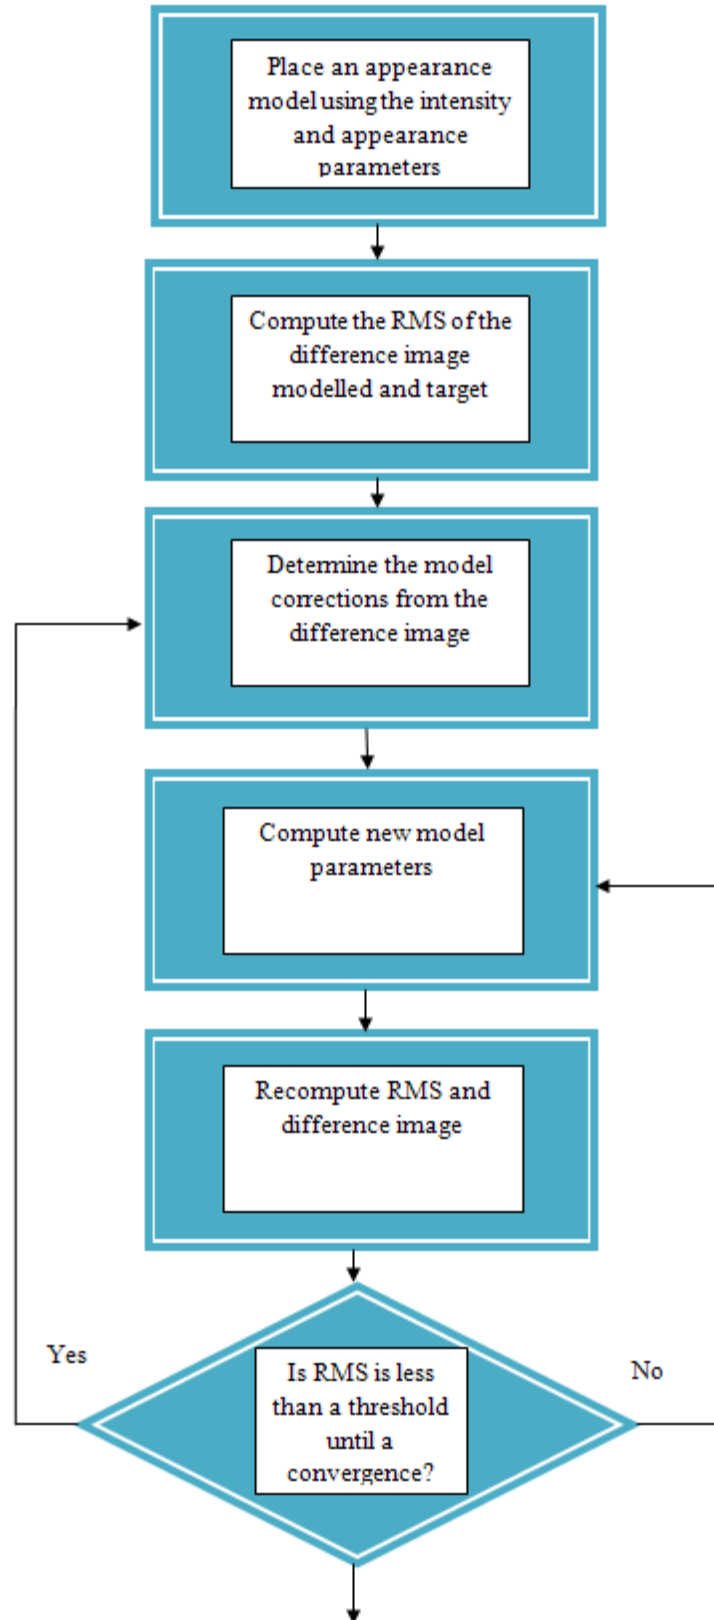 Place an appearance
model using the intensity
and appearance
parameters
Compute the RMS of the
difference image
modelled and target
Determine the model
corrections from the
difference image
Compute new model
parameters
Recompute RMS and
difference image
Yes
No
Is RMS is less
than a threshold
until a
convergence?